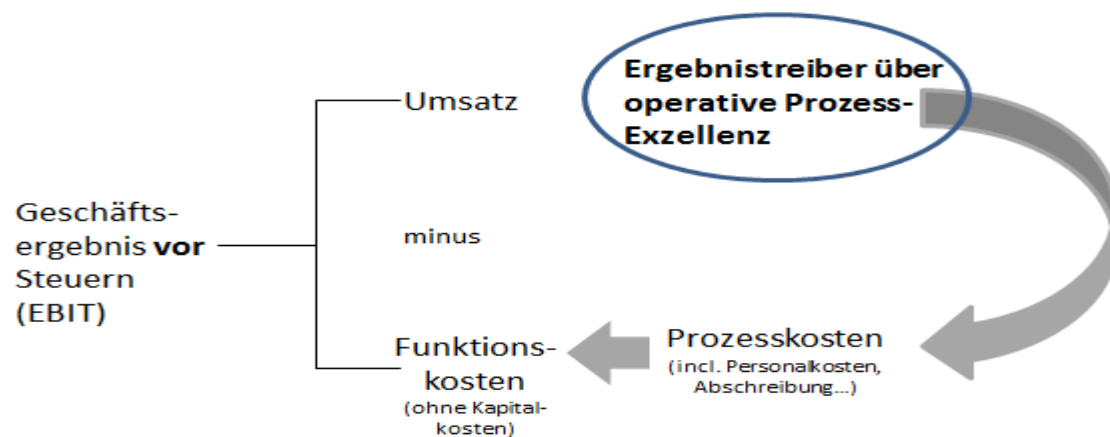 Ergebnistreiber über
operative Prozess-
Exzellenz
Umsatz
Geschäfts-
ergebnis vor
Steuern
(EBIT)
minus
Funktions-
kosten
(ohne Kapital-
kosten)
Prozesskosten
(incl. Personalkosten,
Abschreibung...)